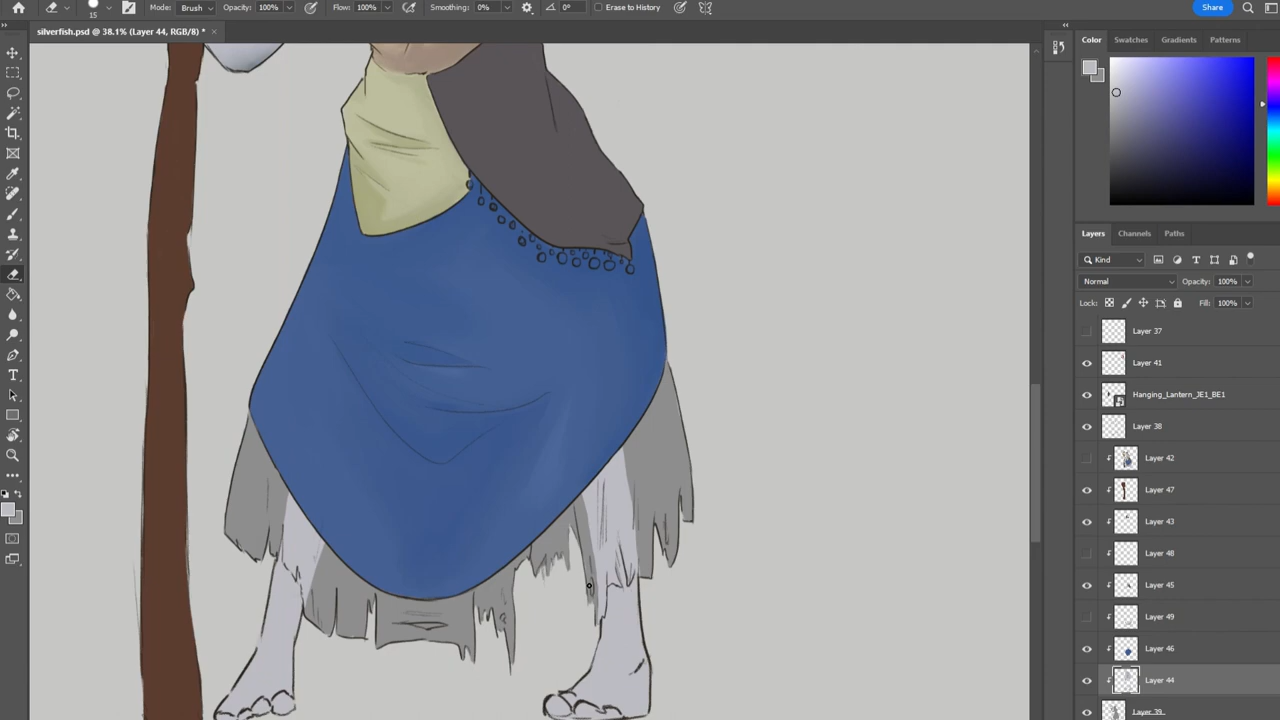 15 Mode: Brush Opacity: 100% Flow: 100% Smoothing: 0% 0° Erase to History Share
silverfish.psd @ 38.1% (Layer 44, RGB/8) *
Color Swatches Gradients Patterns
Layers Channels Paths
Kind
Normal Opacity: 100%
Lock: Fill: 100%
Layer 37
Layer 41
Hanging_Lantern_JE1_BE1
Layer 38
Layer 42
Layer 47
Layer 43
Layer 48
Layer 45
Layer 49
Layer 46
Layer 44
Layer 39